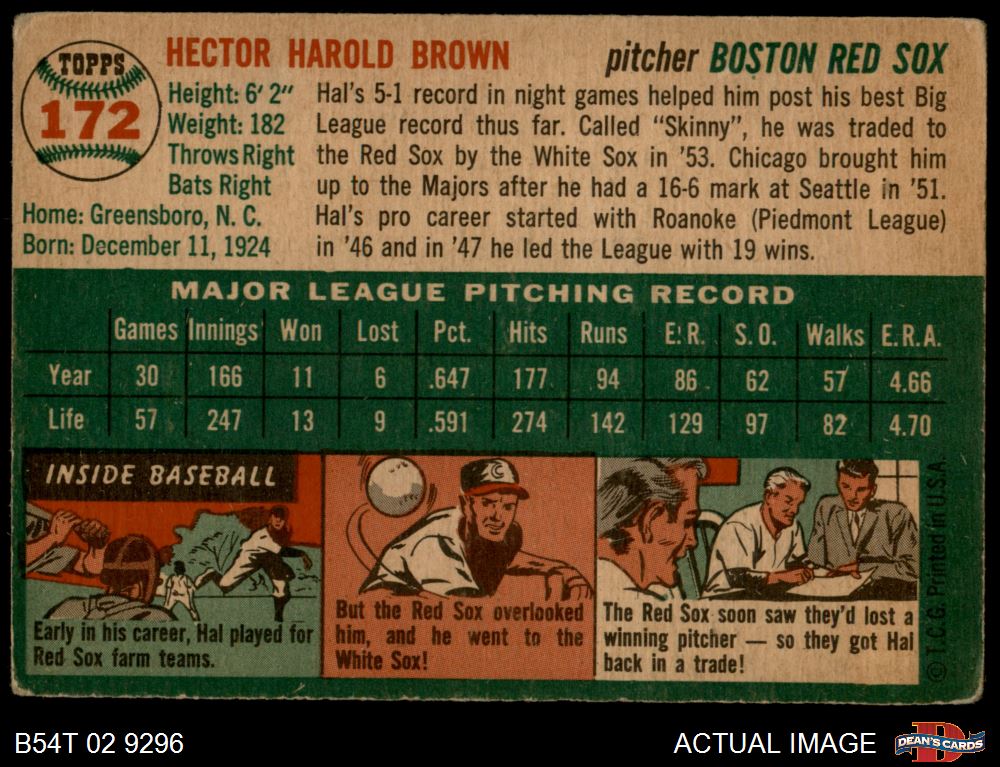 TOPPS
172
HECTOR HAROLD BROWN
pitcher BOSTON RED SOX
Height: 6' 2"
Weight: 182
Throws Right
Bats Right
Home: Greensboro, N. C.
Born: December 11, 1924
Hal's 5-1 record in night games helped him post his best Big
League record thus far. Called "Skinny", he was traded to
the Red Sox by the White Sox in '53. Chicago brought him
up to the Majors after he had a 16-6 mark at Seattle in '51.
Hal's pro career started with Roanoke (Piedmont League)
in '46 and in '47 he led the League with 19 wins.
MAJOR LEAGUE PITCHING RECORD
Games Innings Won Lost Pct. Hits Runs E.R. S.O. Walks E.R.A.
Year 30 166 11 6 .647 177 94 86 62 57 4.66
Life 57 247 13 9 .591 274 142 129 97 82 4.70
INSIDE BASEBALL
Early in his career, Hal played for
Red Sox farm teams.
C
But the Red Sox overlooked
him, and he went to the
White Sox!
The Red Sox soon saw they'd lost a
winning pitcher — so they got Hal
back in a trade!
© T.C.G. Printed in U.S.A.
B54T 02 9296
ACTUAL IMAGE
D
DEAN'S CARDS